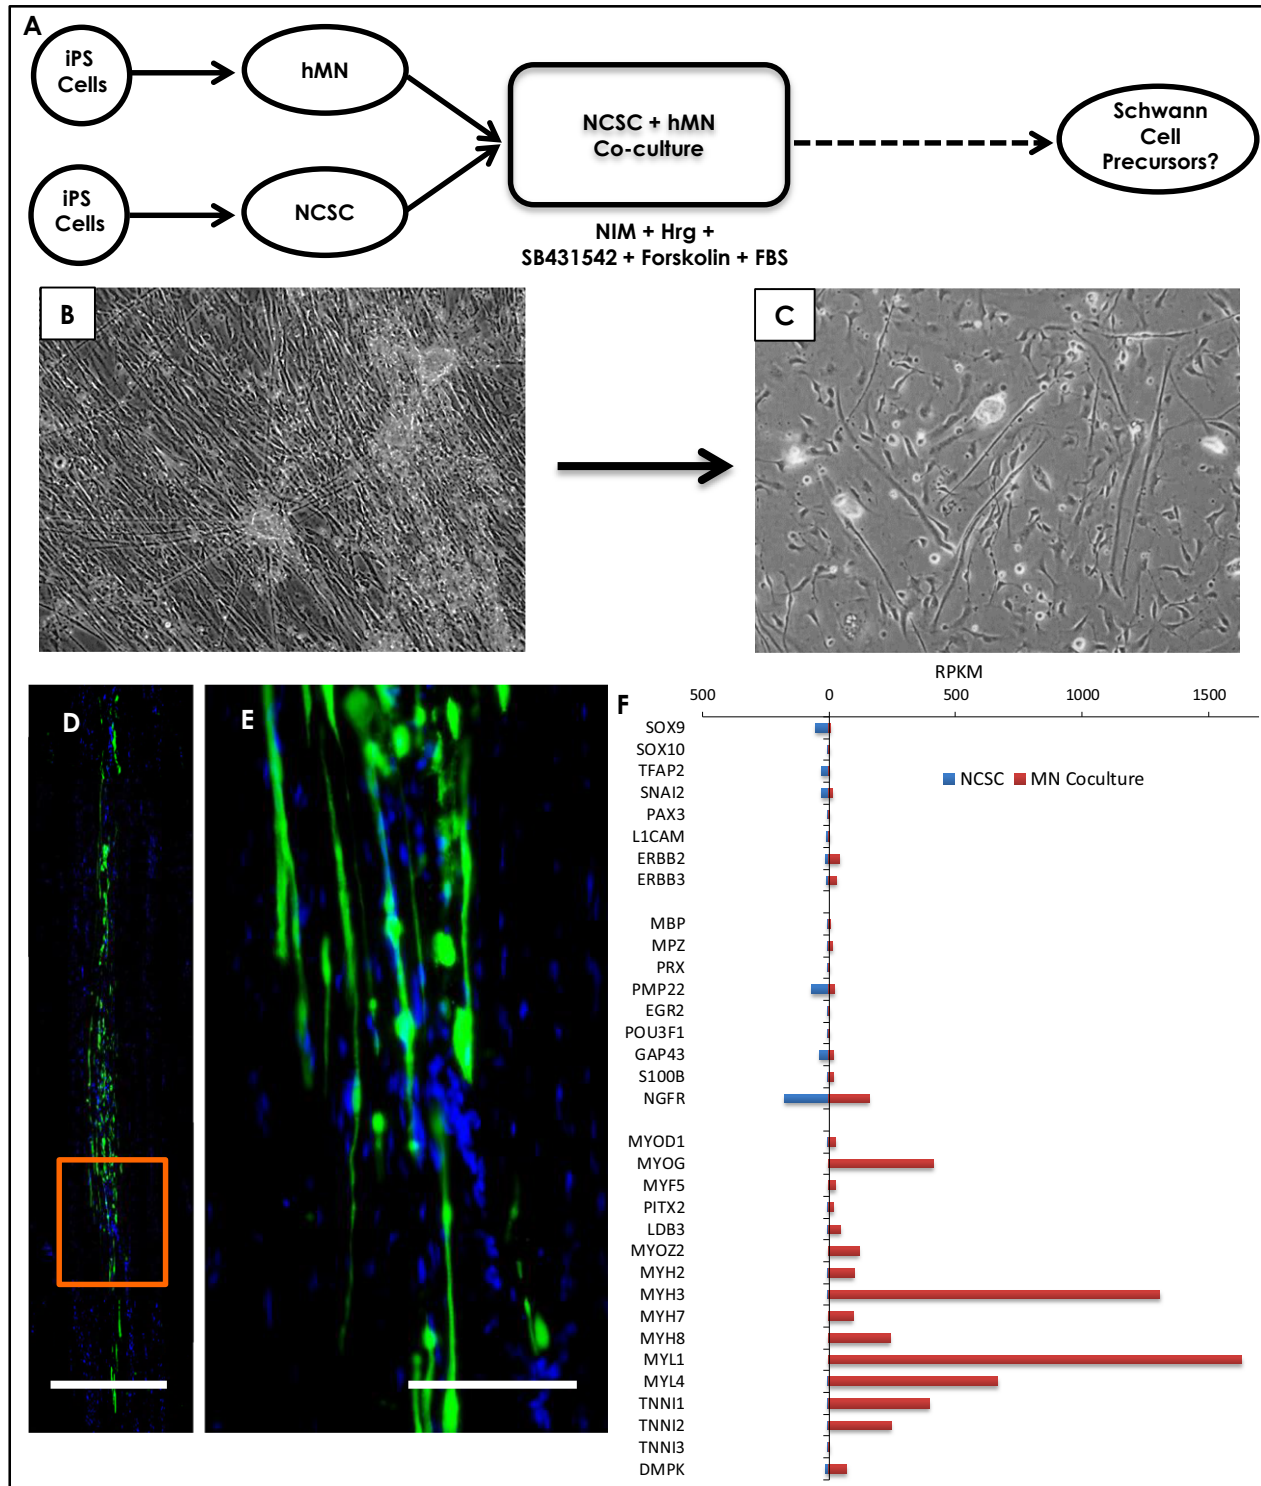 A
iPS
Cells
hMN
iPS
Cells
NCSC
NCSC + hMN
Co-culture
NIM + Hrg +
SB431542 + Forskolin + FBS
Schwann
Cell
Precursors?
B
C
D
E
F
RPKM
500 0 500 1000 1500
NCSC MN Coculture
SOX9
SOX10
TFAP2
SNAI2
PAX3
L1CAM
ERBB2
ERBB3
MBP
MPZ
PRX
PMP22
EGR2
POU3F1
GAP43
S100B
NGFR
MYOD1
MYOG
MYF5
PITX2
LDB3
MYOZ2
MYH2
MYH3
MYH7
MYH8
MYL1
MYL4
TNNI1
TNNI2
TNNI3
DMPK